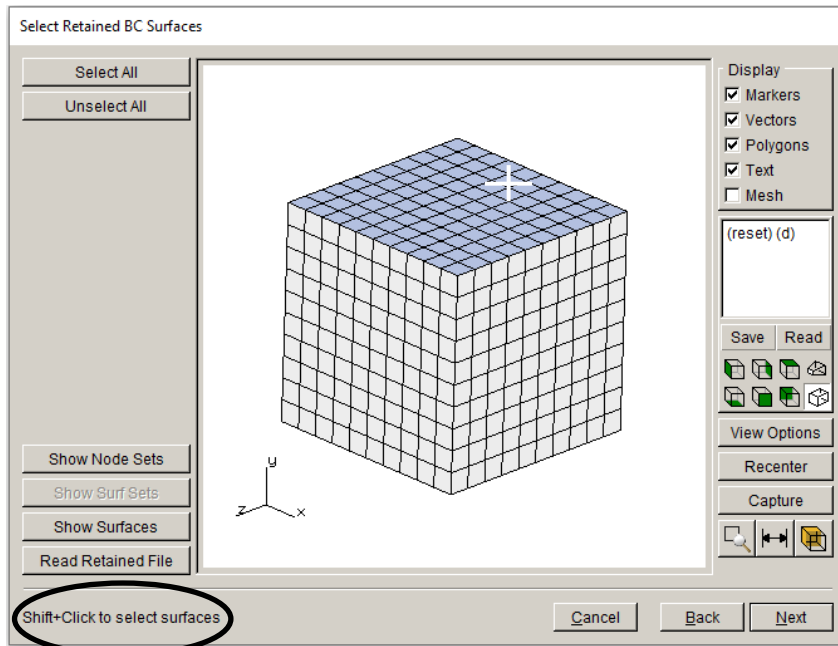 Select Retained BC Surfaces
Select All
Unselect All
Show Node Sets
Show Surf Sets
Show Surfaces
Read Retained File
y
z
x
Display
Markers
Vectors
Polygons
Text
Mesh
(reset) (d)
Save Read
View Options
Recenter
Capture
Shift+Click to select surfaces
Cancel Back Next